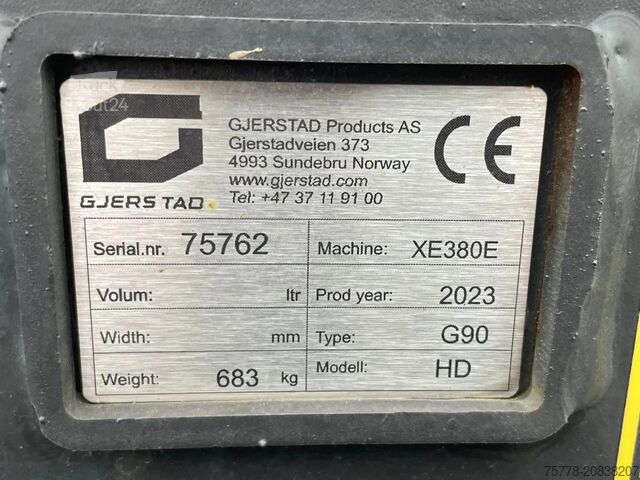 Truck
out24
GJERSTAD
GJERSTAD Products AS
Gjerstadveien 373
4993 Sundebru Norway
www.gjerstad.com
Tel: +47 37 11 91 00
CE
Serial.nr. 75762 Machine: XE380E
Volum: ltr Prod year: 2023
Width: mm Type: G90
Weight: 683 kg Modell: HD
75778-20838207